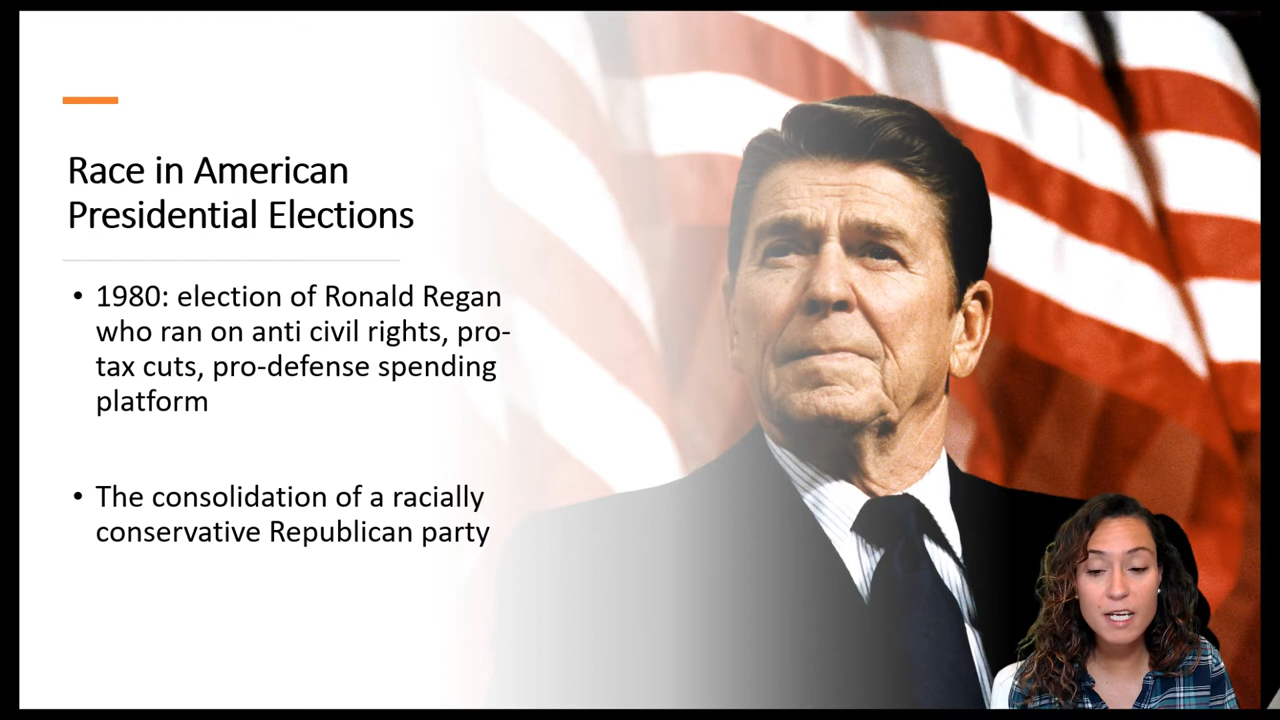 Race in American
Presidential Elections
• 1980: election of Ronald Regan
who ran on anti civil rights, pro-
tax cuts, pro-defense spending
platform
• The consolidation of a racially
conservative Republican party